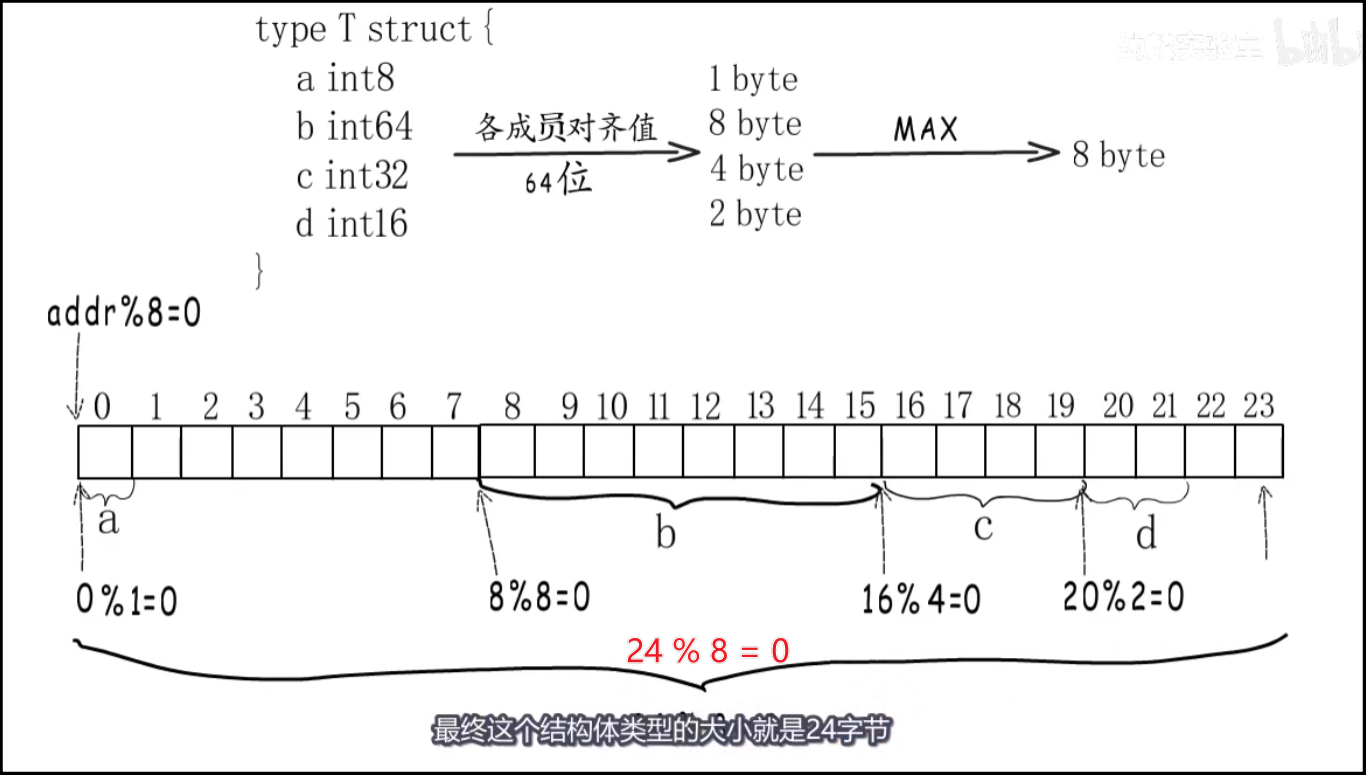 type T struct {
a int8
b int64
c int32
d int16
}
各成员对齐值
64位
1 byte
8 byte
4 byte
2 byte
MAX
8 byte
bilibi
addr%8=0
0 1 2 3 4 5 6 7 8 9 10 11 12 13 14 15 16 17 18 19 20 21 22 23
a b c d
0%1=0 8%8=0 16%4=0 20%2=0
24 % 8 = 0
最终这个结构体类型的大小就是24字节